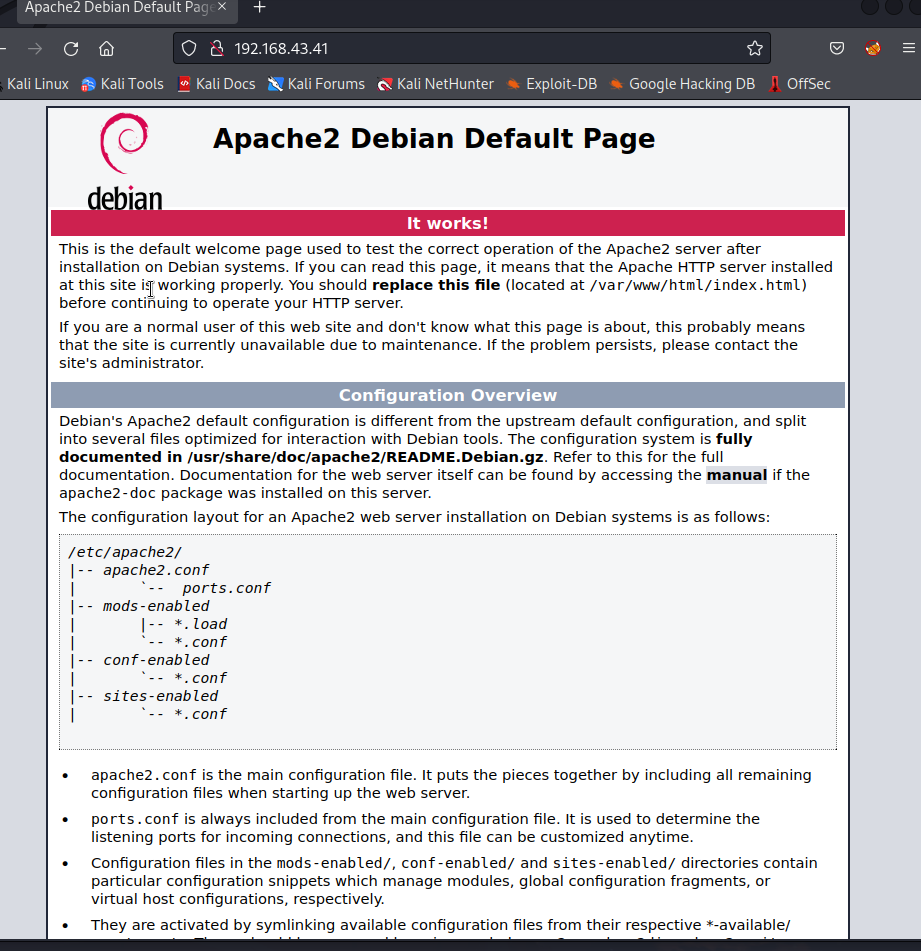 Apache2 Debian Default Page
192.168.43.41
Kali Linux Kali Tools Kali Docs Kali Forums Kali NetHunter Exploit-DB Google Hacking DB OffSec
debian
Apache2 Debian Default Page
It works!
This is the default welcome page used to test the correct operation of the Apache2 server after
installation on Debian systems. If you can read this page, it means that the Apache HTTP server installed
at this site is working properly. You should replace this file (located at /var/www/html/index.html)
before continuing to operate your HTTP server.
If you are a normal user of this web site and don't know what this page is about, this probably means
that the site is currently unavailable due to maintenance. If the problem persists, please contact the
site's administrator.
Configuration Overview
Debian's Apache2 default configuration is different from the upstream default configuration, and split
into several files optimized for interaction with Debian tools. The configuration system is fully
documented in /usr/share/doc/apache2/README.Debian.gz. Refer to this for the full
documentation. Documentation for the web server itself can be found by accessing the manual if the
apache2-doc package was installed on this server.
The configuration layout for an Apache2 web server installation on Debian systems is as follows:
/etc/apache2/
|-- apache2.conf
|       `--  ports.conf
|-- mods-enabled
|       |-- *.load
|       `-- *.conf
|-- conf-enabled
|       `-- *.conf
|-- sites-enabled
|       `-- *.conf
• apache2.conf is the main configuration file. It puts the pieces together by including all remaining
configuration files when starting up the web server.
• ports.conf is always included from the main configuration file. It is used to determine the
listening ports for incoming connections, and this file can be customized anytime.
• Configuration files in the mods-enabled/, conf-enabled/ and sites-enabled/ directories contain
particular configuration snippets which manage modules, global configuration fragments, or
virtual host configurations, respectively.
• They are activated by symlinking available configuration files from their respective *-available/